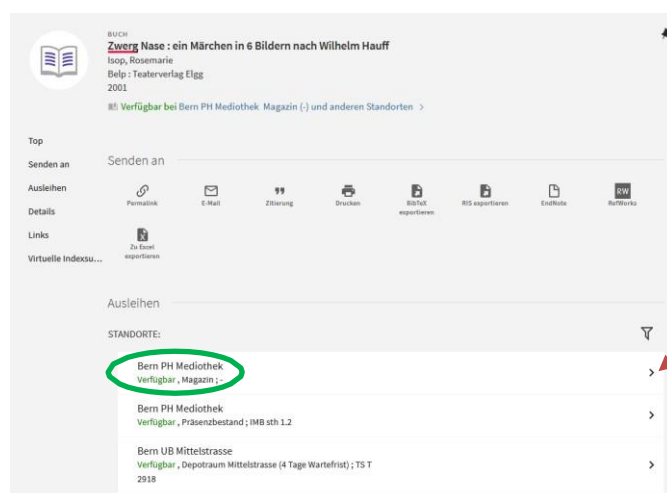 BUCH
Zwerg Nase : ein Märchen in 6 Bildern nach Wilhelm Hauff
Isop, Rosemarie
Belp : Teaterverlag Elgg
2001
Verfügbar bei Bern PH Mediothek Magazin (-) und anderen Standorten >
Top
Senden an
Ausleihen
Details
Links
Virtuelle Indexsu...
Senden an
Permalink
E-Mail
Zitierung
Drucken
BibTeX
exportieren
RIS exportieren
EndNote
RW
RefWorks
Zu Excel
exportieren
Ausleihen
STANDORTE:
Bern PH Mediothek
Verfügbar , Magazin ; -
Bern PH Mediothek
Verfügbar , Präsenzbestand ; IMB sth 1.2
Bern UB Mittelstrasse
Verfügbar , Depotraum Mittelstrasse (4 Tage Wartefrist) ; TS T
2918